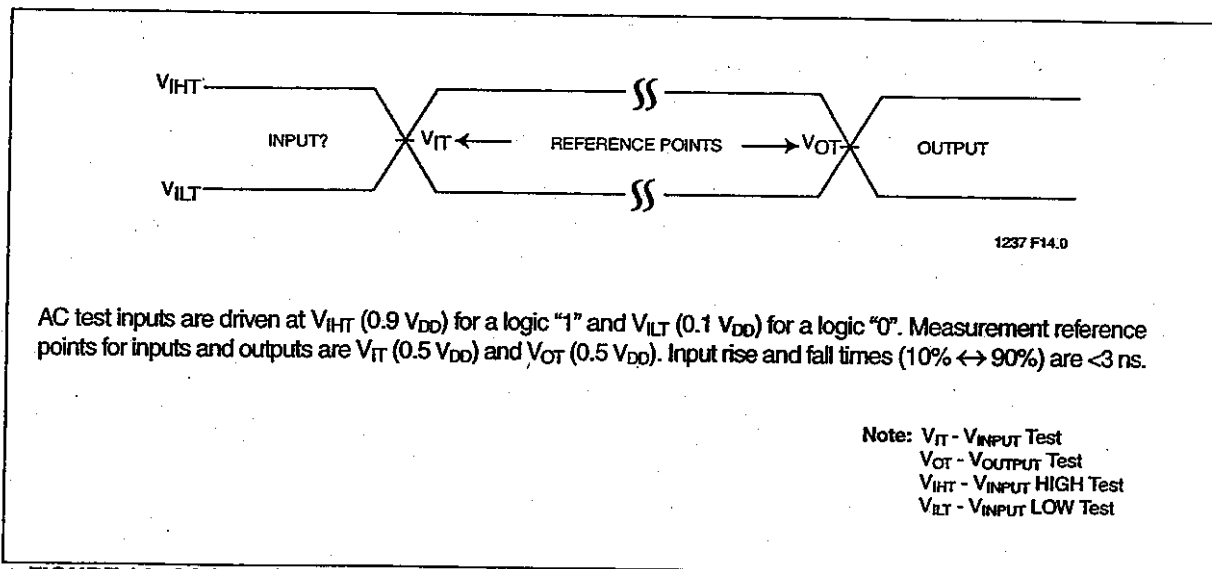 VIHT
INPUT? VIT REFERENCE POINTS VOT OUTPUT
VILT
1237 F14.0
AC test inputs are driven at VIHT (0.9 VDD) for a logic "1" and VILT (0.1 VDD) for a logic "0". Measurement reference
points for inputs and outputs are VIT (0.5 VDD) and VOT (0.5 VDD). Input rise and fall times (10% ↔ 90%) are <3 ns.
Note: VIT - VINPUT Test
VOT - VOUTPUT Test
VIHT - VINPUT HIGH Test
VILT - VINPUT LOW Test